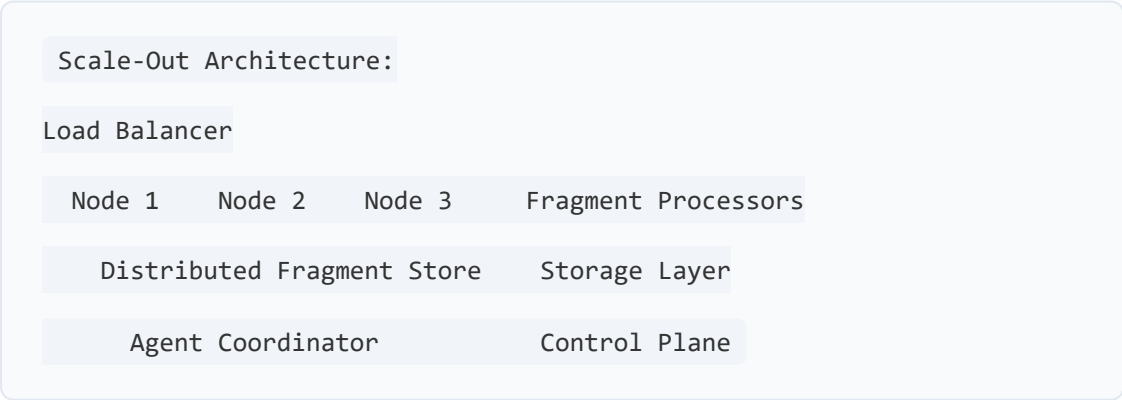 Scale-Out Architecture:
Load Balancer
Node 1    Node 2    Node 3     Fragment Processors
Distributed Fragment Store    Storage Layer
Agent Coordinator           Control Plane